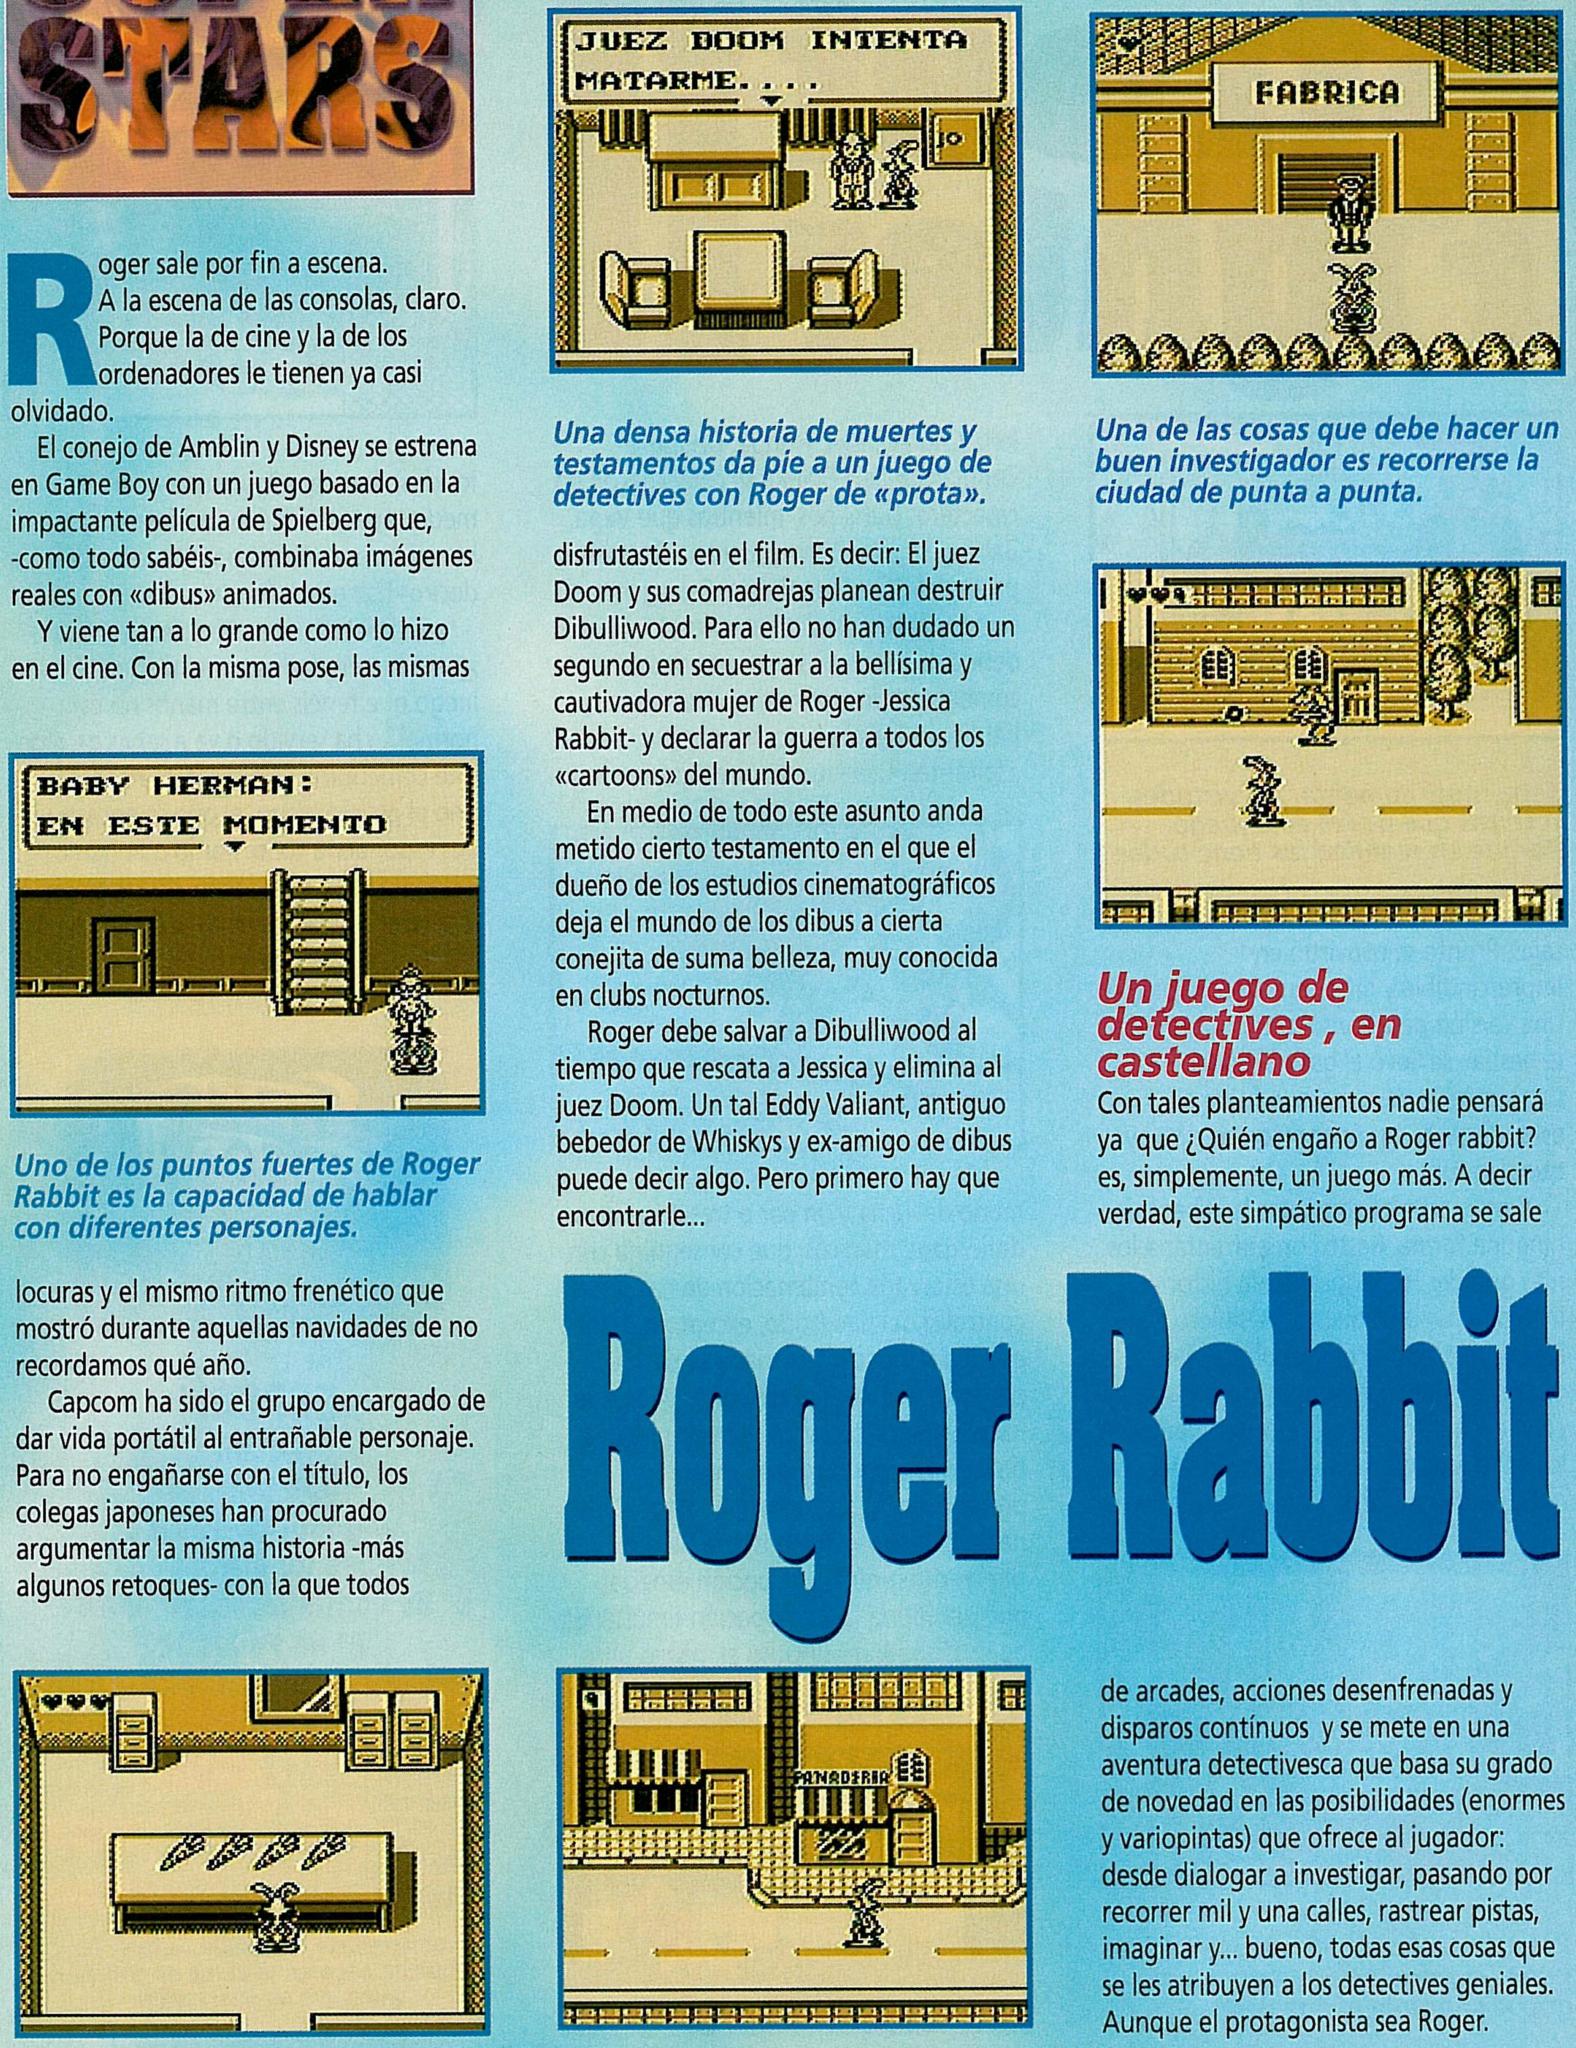 STARS
Roger sale por fin a escena.
A la escena de las consolas, claro.
Porque la de cine y la de los
ordenadores le tienen ya casi
olvidado.
El conejo de Amblin y Disney se estrena
en Game Boy con un juego basado en la
impactante película de Spielberg que,
-como todo sabéis-, combinaba imágenes
reales con «dibus» animados.
Y viene tan a lo grande como lo hizo
en el cine. Con la misma pose, las mismas
BABY HERMAN:
EN ESTE MOMENTO
Uno de los puntos fuertes de Roger
Rabbit es la capacidad de hablar
con diferentes personajes.
locuras y el mismo ritmo frenético que
mostró durante aquellas navidades de no
recordamos qué año.
Capcom ha sido el grupo encargado de
dar vida portátil al entrañable personaje.
Para no engañarse con el título, los
colegas japoneses han procurado
argumentar la misma historia -más
algunos retoques- con la que todos
JUEZ DOOM INTENTA
MATARME....
Una densa historia de muertes y
testamentos da pie a un juego de
detectives con Roger de «prota».
disfrutastéis en el film. Es decir: El juez
Doom y sus comadrejas planean destruir
Dibulliwood. Para ello no han dudado un
segundo en secuestrar a la bellísima y
cautivadora mujer de Roger -Jessica
Rabbit- y declarar la guerra a todos los
«cartoons» del mundo.
En medio de todo este asunto anda
metido cierto testamento en el que el
dueño de los estudios cinematográficos
deja el mundo de los dibus a cierta
conejita de suma belleza, muy conocida
en clubs nocturnos.
Roger debe salvar a Dibulliwood al
tiempo que rescata a Jessica y elimina al
juez Doom. Un tal Eddy Valiant, antiguo
bebedor de Whiskys y ex-amigo de dibus
puede decir algo. Pero primero hay que
encontrarle...
FABRICA
Una de las cosas que debe hacer un
buen investigador es recorrerse la
ciudad de punta a punta.
Un juego de
detectives , en
castellano
Con tales planteamientos nadie pensará
ya que ¿Quién engaño a Roger rabbit?
es, simplemente, un juego más. A decir
verdad, este simpático programa se sale
Roger Rabbit
PANADERIA
de arcades, acciones desenfrenadas y
disparos contínuos y se mete en una
aventura detectivesca que basa su grado
de novedad en las posibilidades (enormes
y variopintas) que ofrece al jugador:
desde dialogar a investigar, pasando por
recorrer mil y una calles, rastrear pistas,
imaginar y... bueno, todas esas cosas que
se les atribuyen a los detectives geniales.
Aunque el protagonista sea Roger.